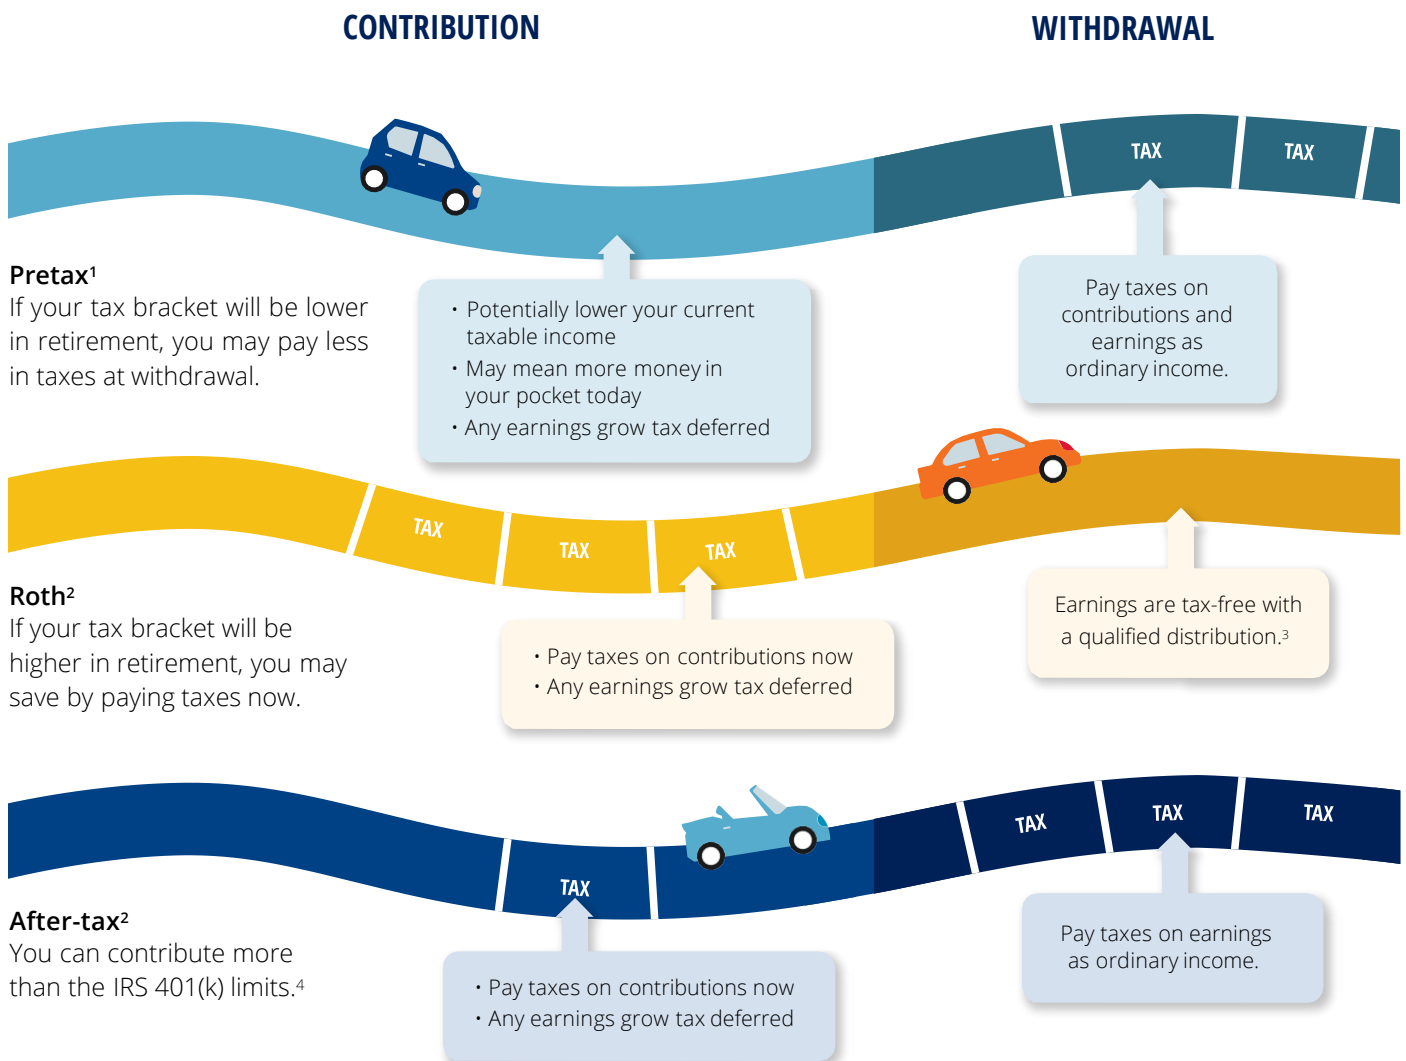 CONTRIBUTION
WITHDRAWAL
TAX
TAX
Pretax¹
If your tax bracket will be lower
in retirement, you may pay less
in taxes at withdrawal.
• Potentially lower your current
taxable income
• May mean more money in
your pocket today
• Any earnings grow tax deferred
Pay taxes on
contributions and
earnings as
ordinary income.
TAX
TAX
TAX
Roth²
If your tax bracket will be
higher in retirement, you may
save by paying taxes now.
• Pay taxes on contributions now
• Any earnings grow tax deferred
Earnings are tax-free with
a qualified distribution.³
TAX
TAX
TAX
TAX
After-tax²
You can contribute more
than the IRS 401(k) limits.⁴
• Pay taxes on contributions now
• Any earnings grow tax deferred
Pay taxes on earnings
as ordinary income.